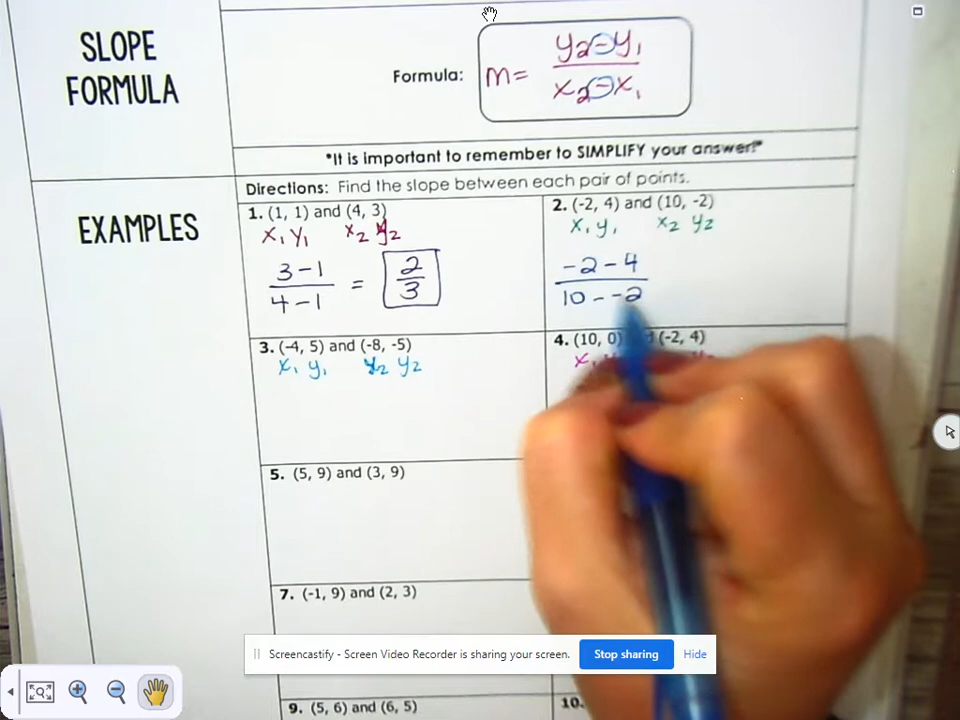 SLOPE
FORMULA
Formula: m = y2 - y1
x2 - x1
*It is important to remember to SIMPLIFY your answer!*
EXAMPLES
Directions: Find the slope between each pair of points.
1. (1, 1) and (4, 3)
x1 y1 x2 y2
3 - 1
4 - 1
=
2
3
2. (-2, 4) and (10, -2)
x1 y1 x2 y2
-2 - 4
10 - -2
3. (-4, 5) and (-8, -5)
x1 y1 x2 y2
4. (10, 0) (-2, 4)
x1
5. (5, 9) and (3, 9)
7. (-1, 9) and (2, 3)
Screencastify - Screen Video Recorder is sharing your screen.
Stop sharing
Hide
9. (5, 6) and (6, 5)
10.